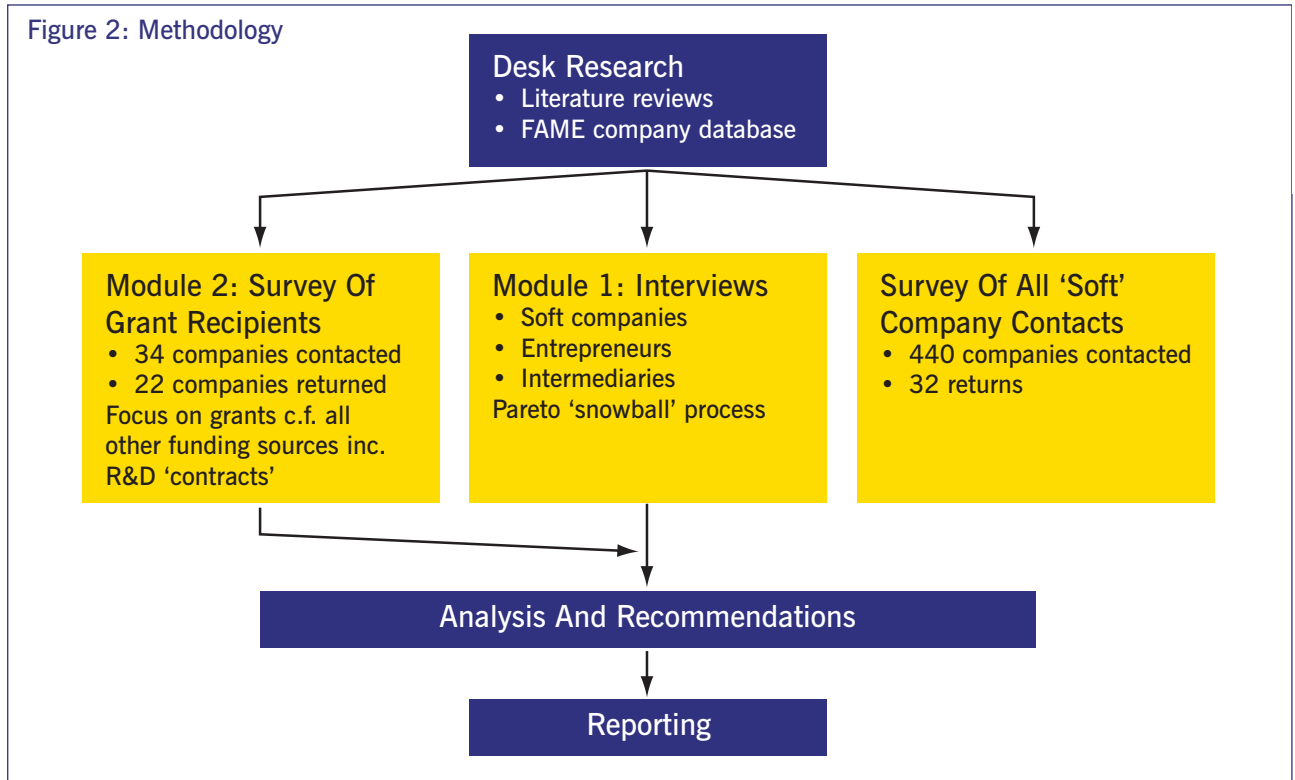 Figure 2: Methodology
Desk Research
• Literature reviews
• FAME company database
Module 2: Survey Of
Grant Recipients
• 34 companies contacted
• 22 companies returned
Focus on grants c.f. all
other funding sources inc.
R&D ‘contracts’
Module 1: Interviews
• Soft companies
• Entrepreneurs
• Intermediaries
Pareto ‘snowball’ process
Survey Of All ‘Soft’
Company Contacts
• 440 companies contacted
• 32 returns
Analysis And Recommendations
Reporting